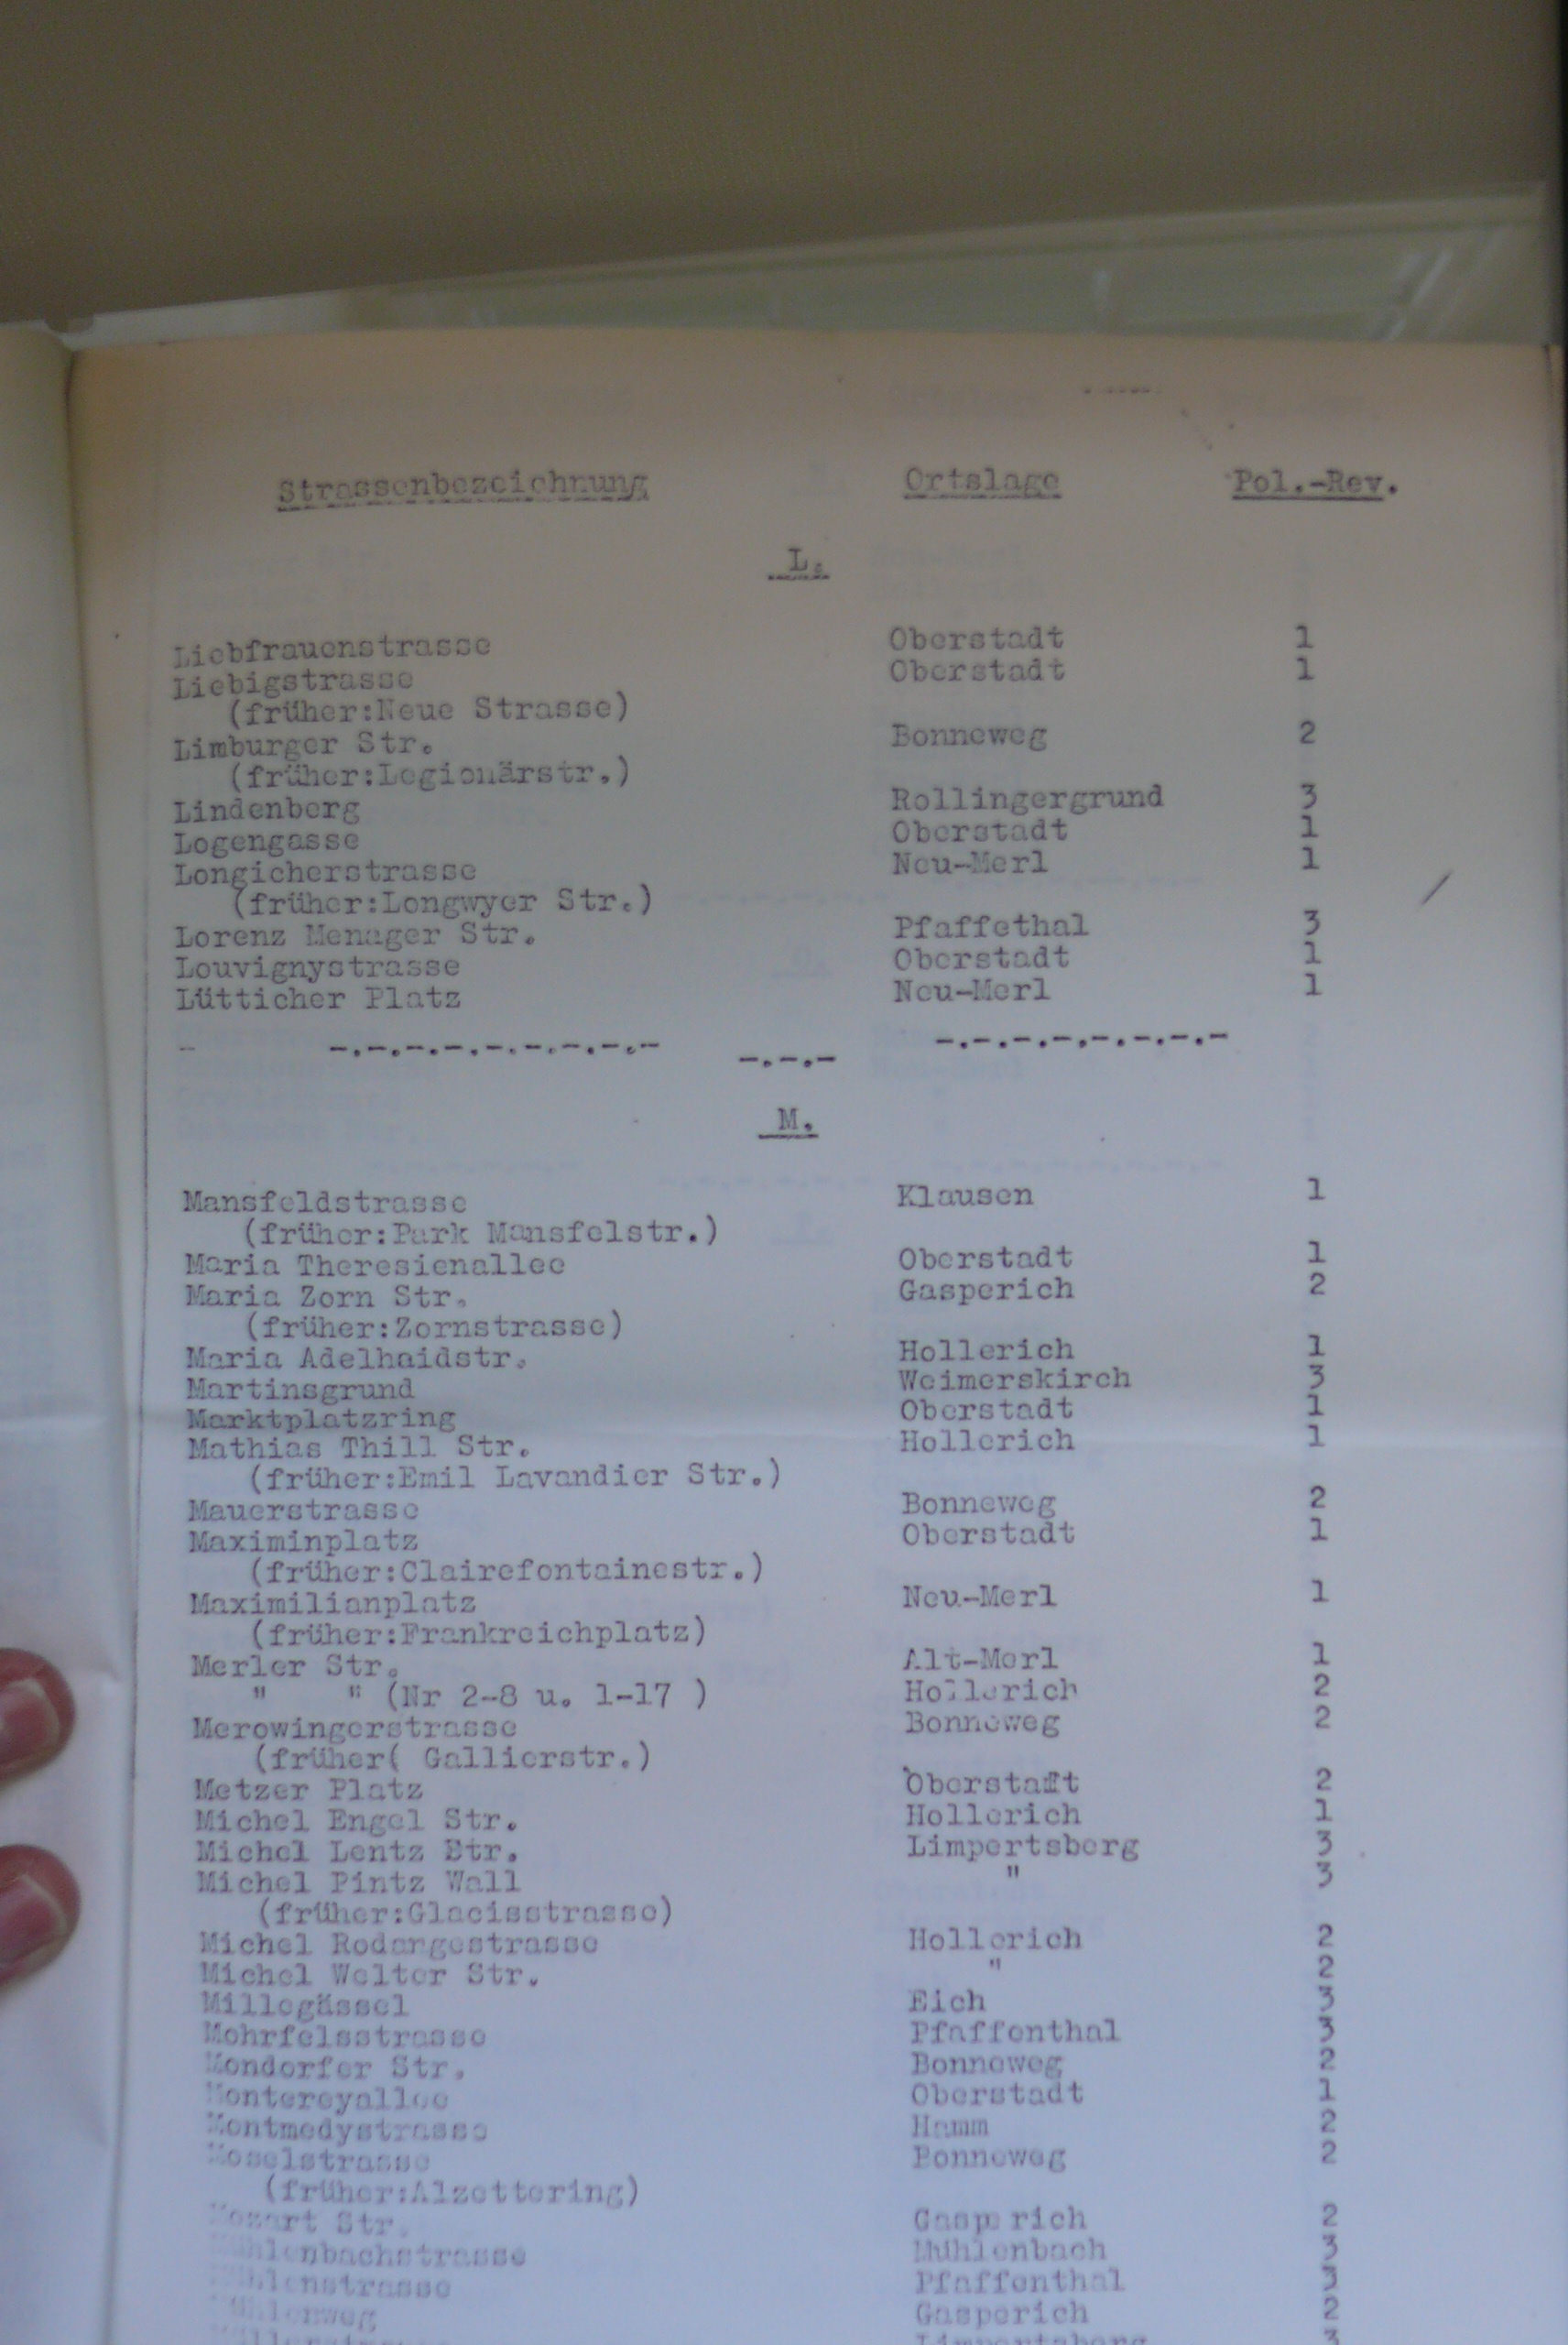 Strassenbezeichnung Ortslage Pol.-Rev.
L.
Liebfrauenstrasse Oberstadt 1
Liebigstrasse Oberstadt 1
(früher:Neue Strasse)
Limburger Str. Bonneweg 2
(früher:Legionärstr.)
Lindenberg Rollingergrund 3
Logengasse Oberstadt 1
Longicherstrasse Neu-Merl 1
(früher:Longwyer Str.)
Lorenz Menager Str. Pfaffethal 3
Louvignystrasse Oberstadt 1
Lütticher Platz Neu-Merl 1
- -.-.-.-.-.-.-.-.- -.-.- -.-.-.-.-.-.-.-
M.
Mansfeldstrasse Klausen 1
(früher:Park Mansfelstr.)
Maria Theresienallee Oberstadt 1
Maria Zorn Str. Gasperich 2
(früher:Zornstrasse)
Maria Adelhaidstr. Hollerich 1
Martinsgrund Weimerskirch 3
Marktplatzring Oberstadt 1
Mathias Thill Str. Hollerich 1
(früher:Emil Lavandier Str.)
Mauerstrasse Bonneweg 2
Maximinplatz Oberstadt 1
(früher:Clairefontainestr.)
Maximilianplatz Neu-Merl 1
(früher:Frankreichplatz)
Merler Str. Alt-Merl 1
" " (Nr 2-8 u. 1-17 ) Hollerich 2
Merowingerstrasse Bonneweg 2
(früher( Gallierstr.)
Metzer Platz Oberstadt 2
Michel Engel Str. Hollerich 1
Michel Lentz Str. Limpertsberg 3
Michel Pintz Wall " 3
(früher:Glacisstrasse)
Michel Rodangestrasse Hollerich 2
Michel Welter Str. " 2
Millegässel Eich 3
Mohrfelsstrasse Pfaffenthal 3
Mondorfer Str. Bonneweg 2
Montereyallee Oberstadt 1
Montmedystrasse Hamm 2
Moselstrasse Bonneweg 2
(früher:Alzettering)
Mozart Str. Gasperich 2
Mühlenbachstrasse Mühlenbach 3
Mühlenstrasse Pfaffenthal 3
Mühlenweg Gasperich 2
Limpertsberg 3